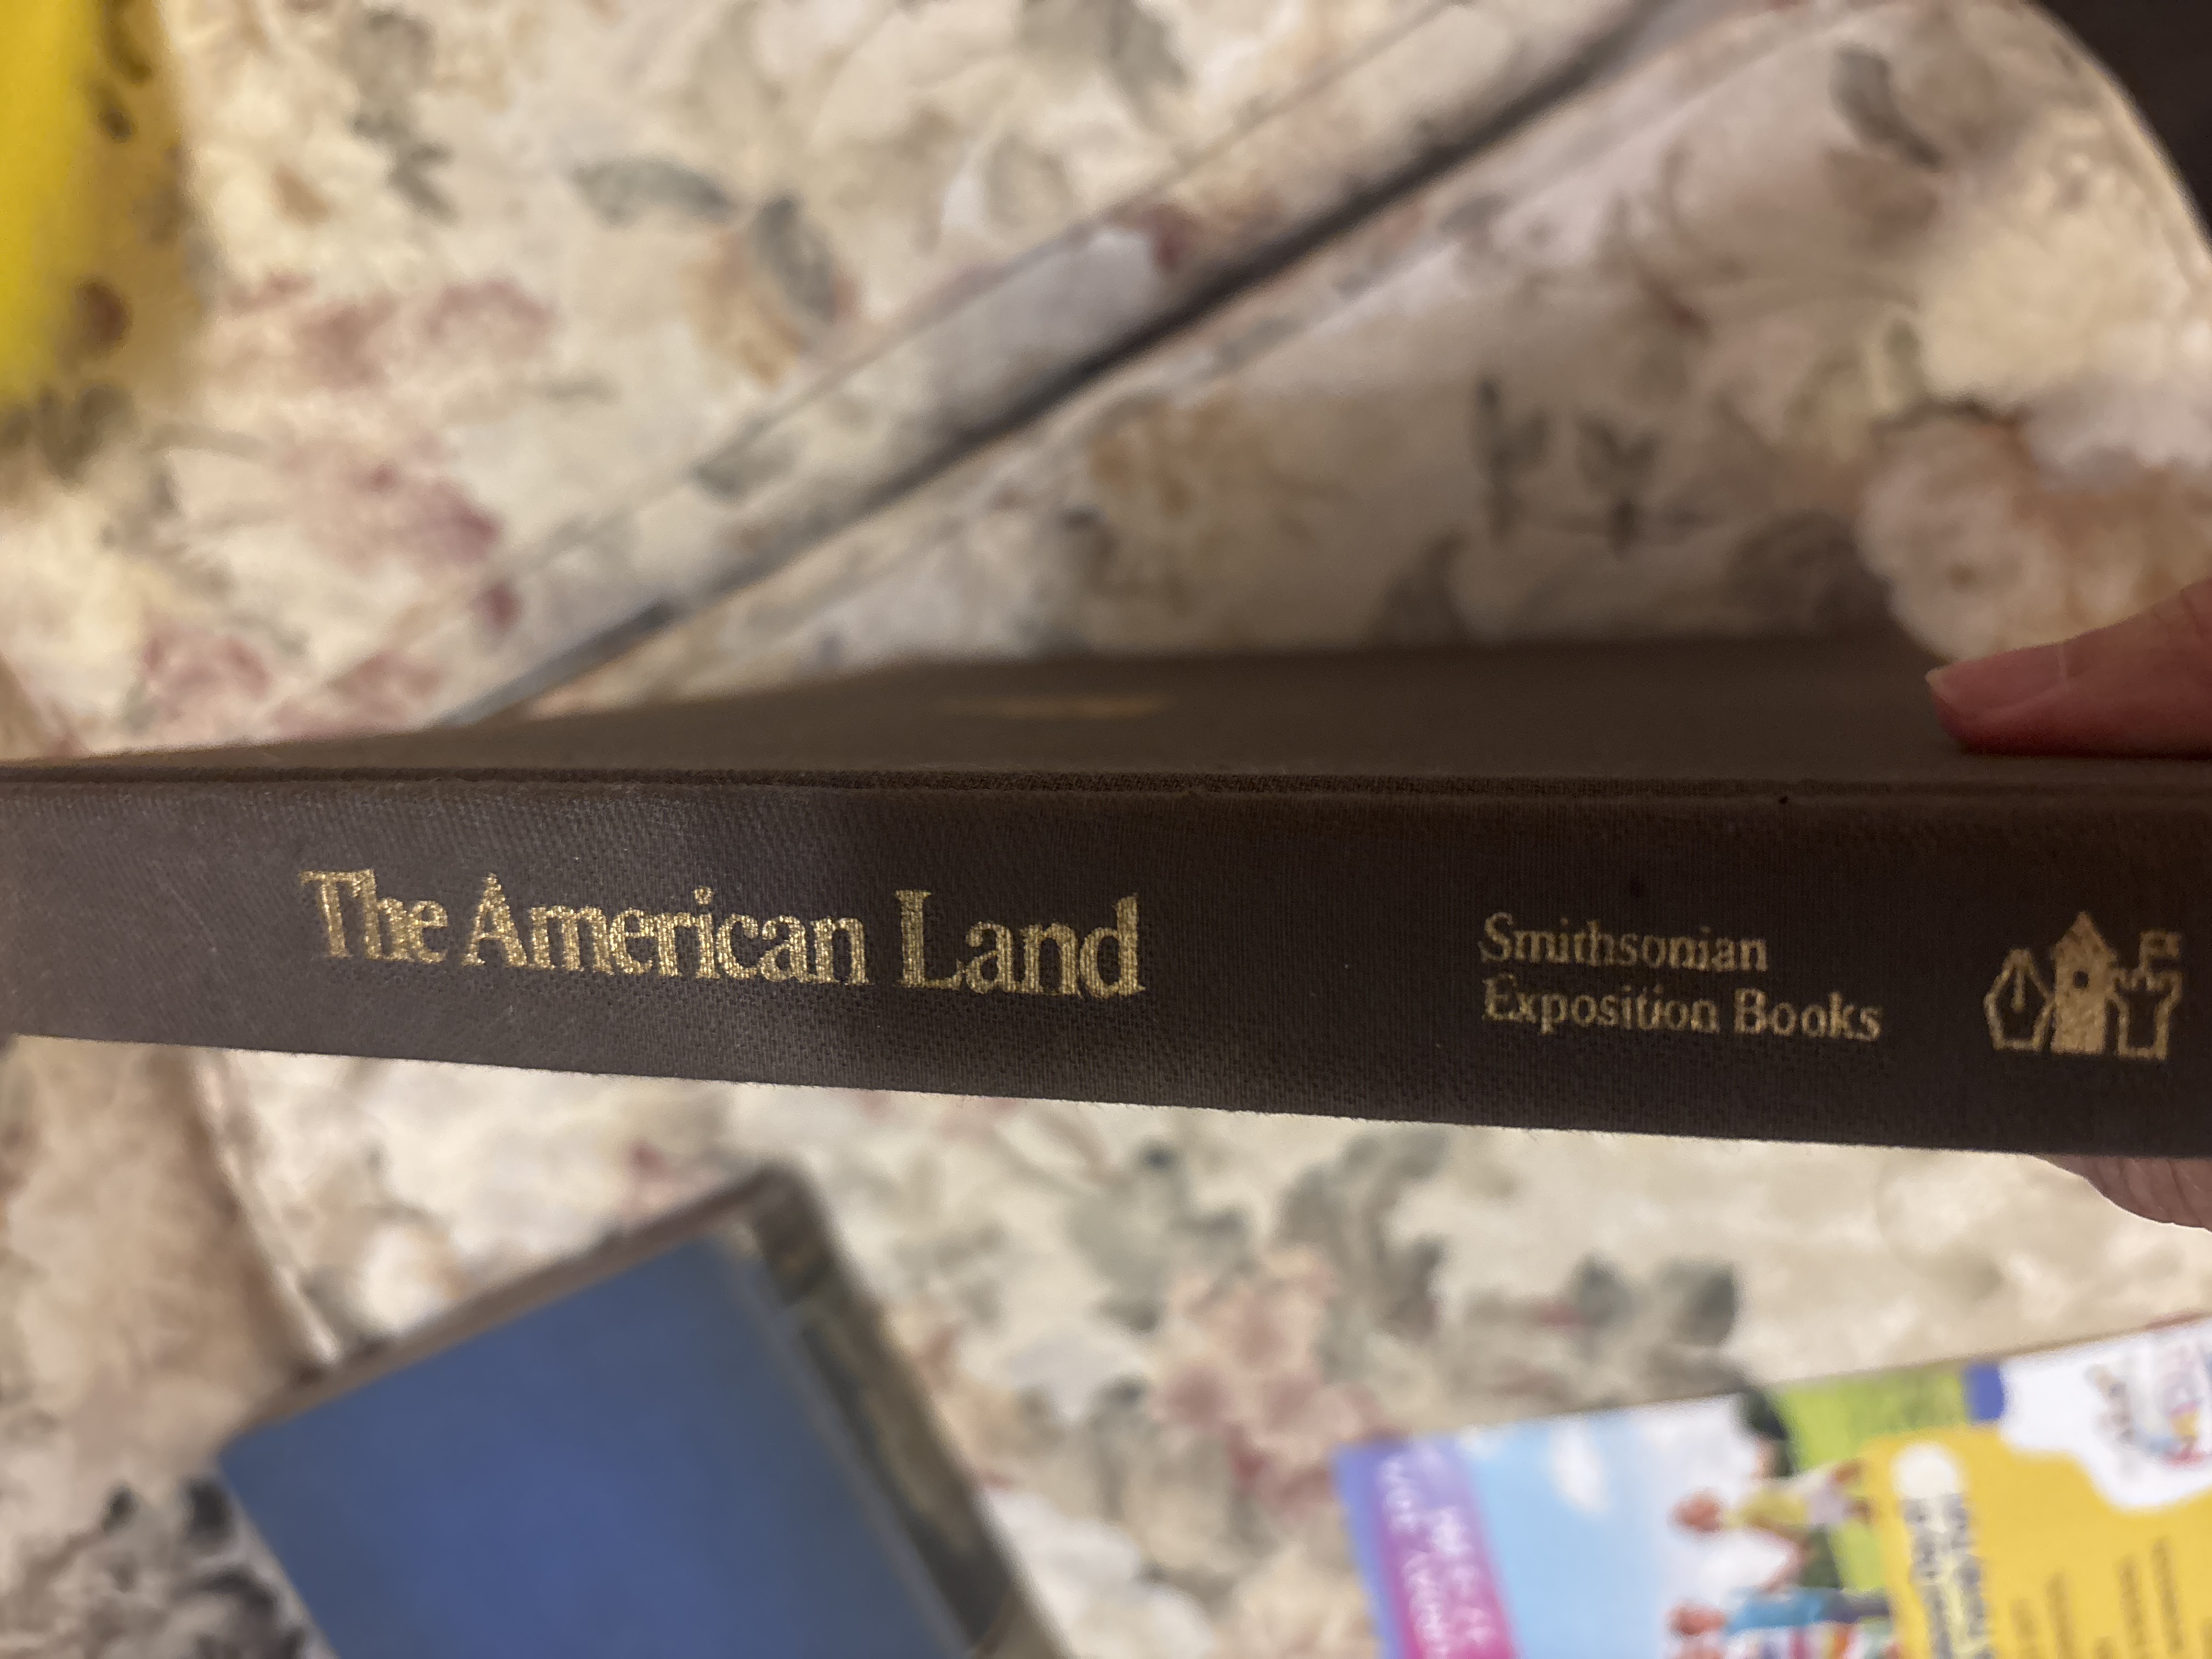 The American Land
Smithsonian
Exposition Books